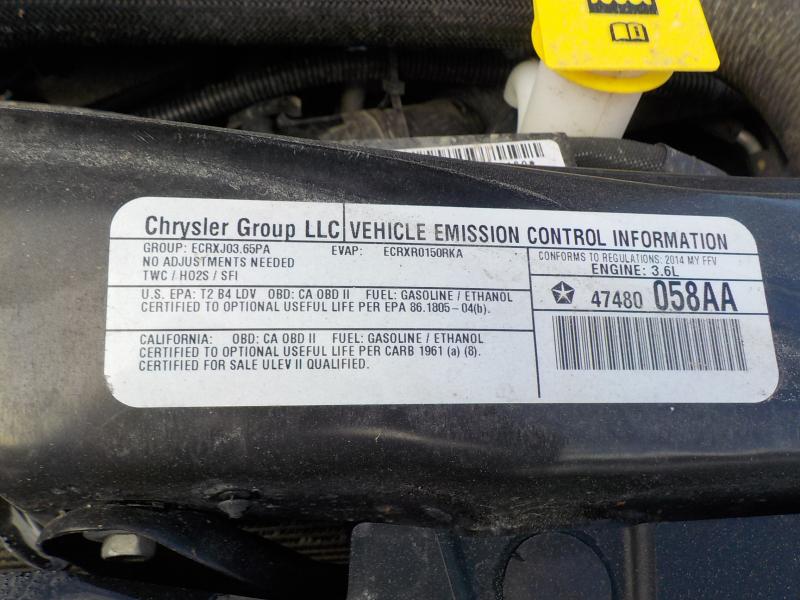 Chrysler Group LLC VEHICLE EMISSION CONTROL INFORMATION
GROUP: ECRXJ03.65PA EVAP: ECRXR0150RKA
NO ADJUSTMENTS NEEDED
TWC / HO2S / SFI
CONFORMS TO REGULATIONS: 2014 MY FFV
ENGINE: 3.6L
U.S. EPA: T2 B4 LDV OBD: CA OBD II FUEL: GASOLINE / ETHANOL
CERTIFIED TO OPTIONAL USEFUL LIFE PER EPA 86.1805-04(b).
47480 058AA
CALIFORNIA: OBD: CA OBD II FUEL: GASOLINE / ETHANOL
CERTIFIED TO OPTIONAL USEFUL LIFE PER CARB 1961 (a) (8).
CERTIFIED FOR SALE ULEV II QUALIFIED.